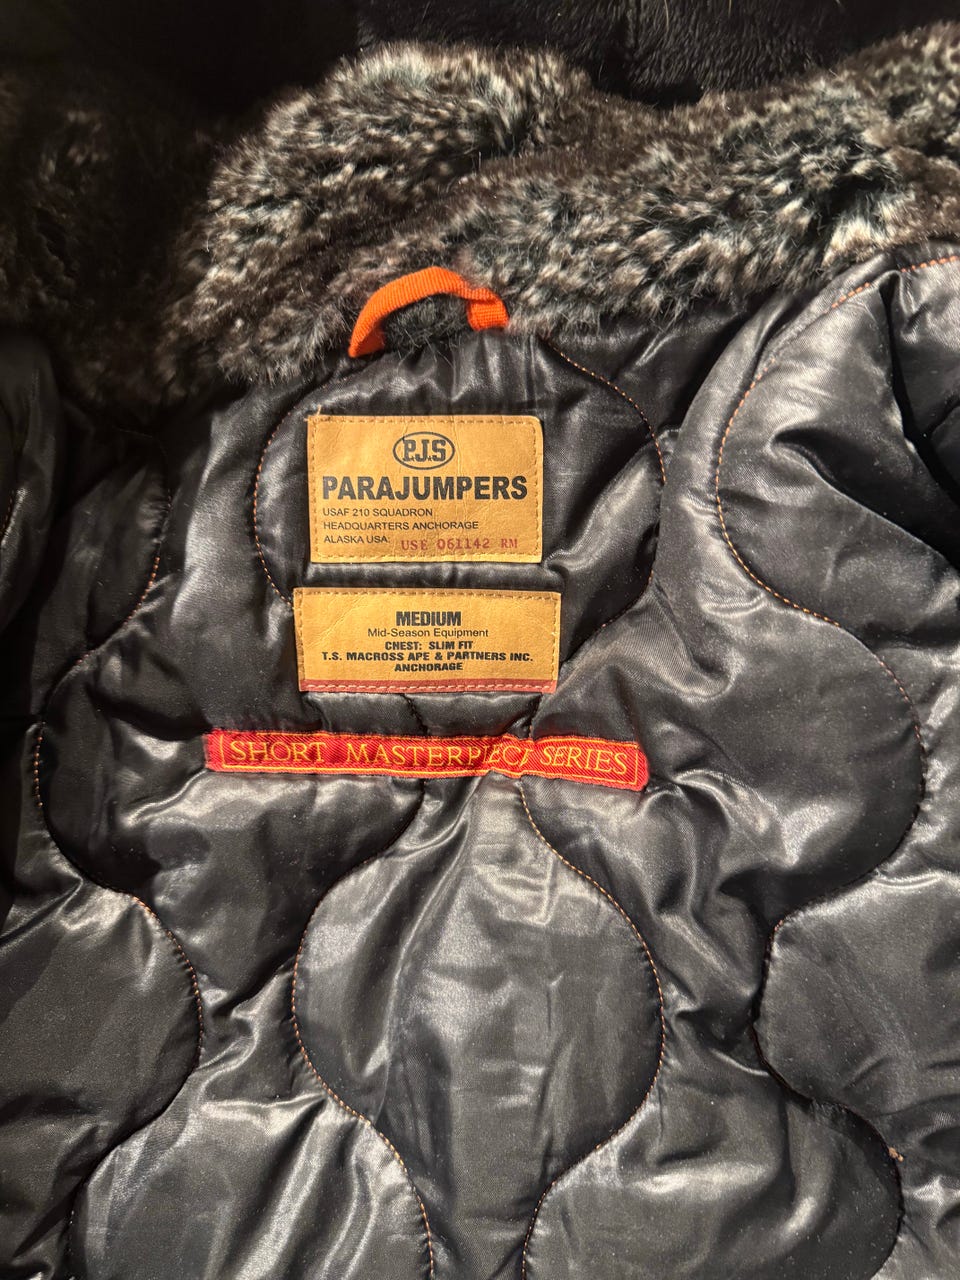 P.J.S
PARAJUMPERS
USAF 210 SQUADRON
HEADQUARTERS ANCHORAGE
ALASKA USA: USE 061142 RM
MEDIUM
Mid-Season Equipment
CHEST: SLIM FIT
T.S. MACROSS APE & PARTNERS INC.
ANCHORAGE
SHORT MASTERPIECE SERIES